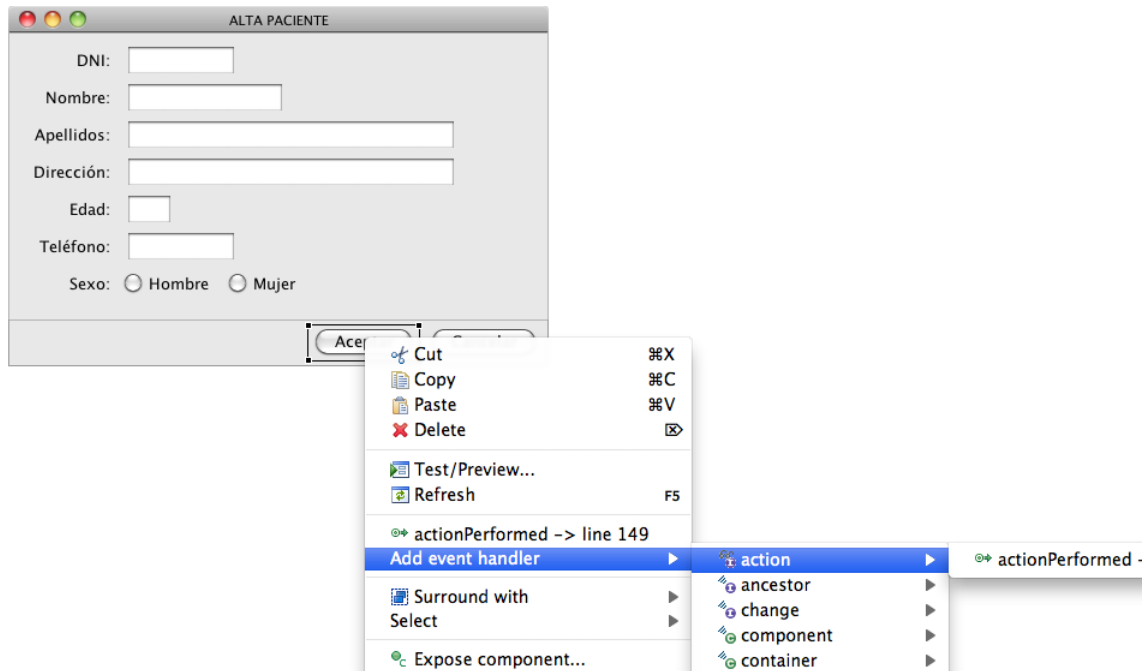 ALTA PACIENTE
DNI:
Nombre:
Apellidos:
Dirección:
Edad:
Teléfono:
Sexo: Hombre Mujer
Cut ⌘X
Copy ⌘C
Paste ⌘V
Delete ⌦
Test/Preview...
Refresh F5
actionPerformed -> line 149
Add event handler
action
actionPerformed -
ancestor
Surround with
change
Select
component
Expose component...
container